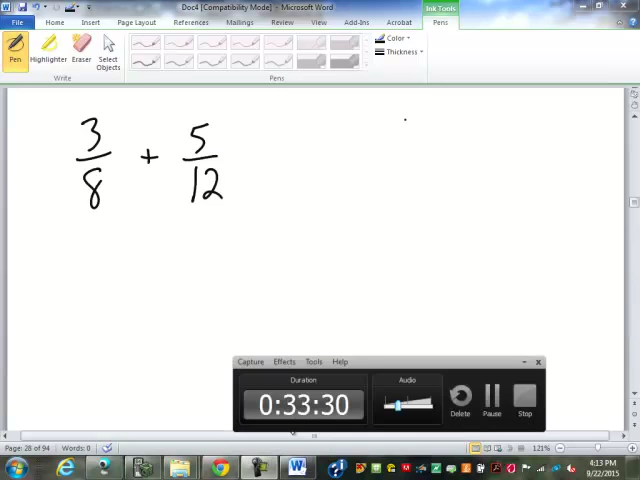 Doc4 [Compatibility Mode] - Microsoft Word
Ink Tools
File Home Insert Page Layout References Mailings Review View Add-Ins Acrobat Pens
Pen Highlighter Eraser Select Objects
Color
Thickness
Write
Pens
3/8 + 5/12
Capture Effects Tools Help
Duration
0:33:30
Audio
Delete Pause Stop
Page: 28 of 94 Words: 0
121%
4:13 PM
9/22/2015